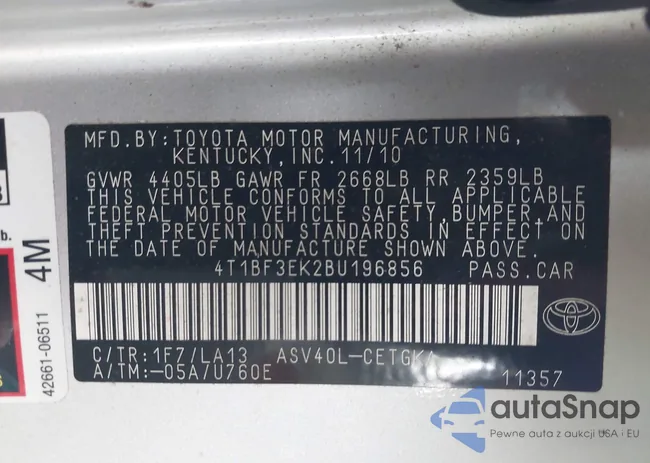 MFD.BY:TOYOTA MOTOR MANUFACTURING,
KENTUCKY,INC.11/10
GVWR 4405LB GAWR FR 2668LB RR 2359LB
THIS VEHICLE CONFORMS TO ALL APPLICABLE
FEDERAL MOTOR VEHICLE SAFETY,BUMPER,AND
THEFT PREVENTION STANDARDS IN EFFECT ON
THE DATE OF MANUFACTURE SHOWN ABOVE.
4T1BF3EK2BU196856 PASS.CAR
C/TR:1F7/LA13 ASV40L-CETGKA
A/TM:-05A/U760E
11357
b.
4M
42661-06511
autaSnap
Pewne auta z aukcji USA i EU